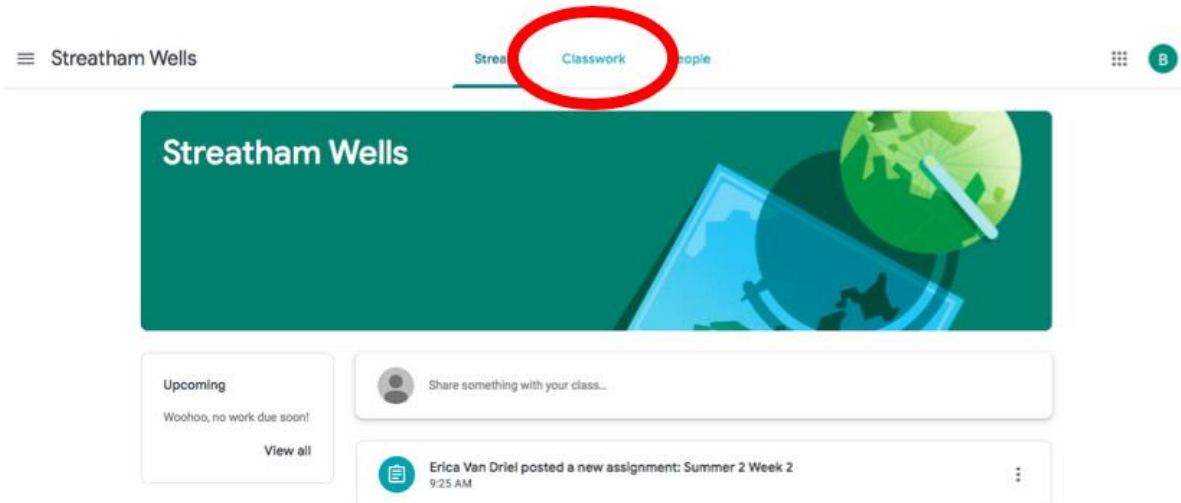 Streatham Wells
Classwork
Streatham Wells
Upcoming
Woohoo, no work due soon!
View all
Share something with your class...
Erica Van Driel posted a new assignment: Summer 2 Week 2
9:25 AM
B